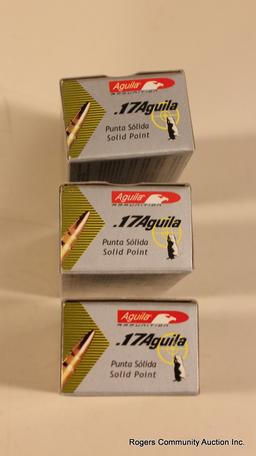 Aguila
AMMUNITION
.17Aguila
Punta Sólida
Solid Point
Aguila
AMMUNITION
.17Aguila
Punta Sólida
Solid Point
Aguila
AMMUNITION
.17Aguila
Punta Sólida
Solid Point
Rogers Community Auction Inc.